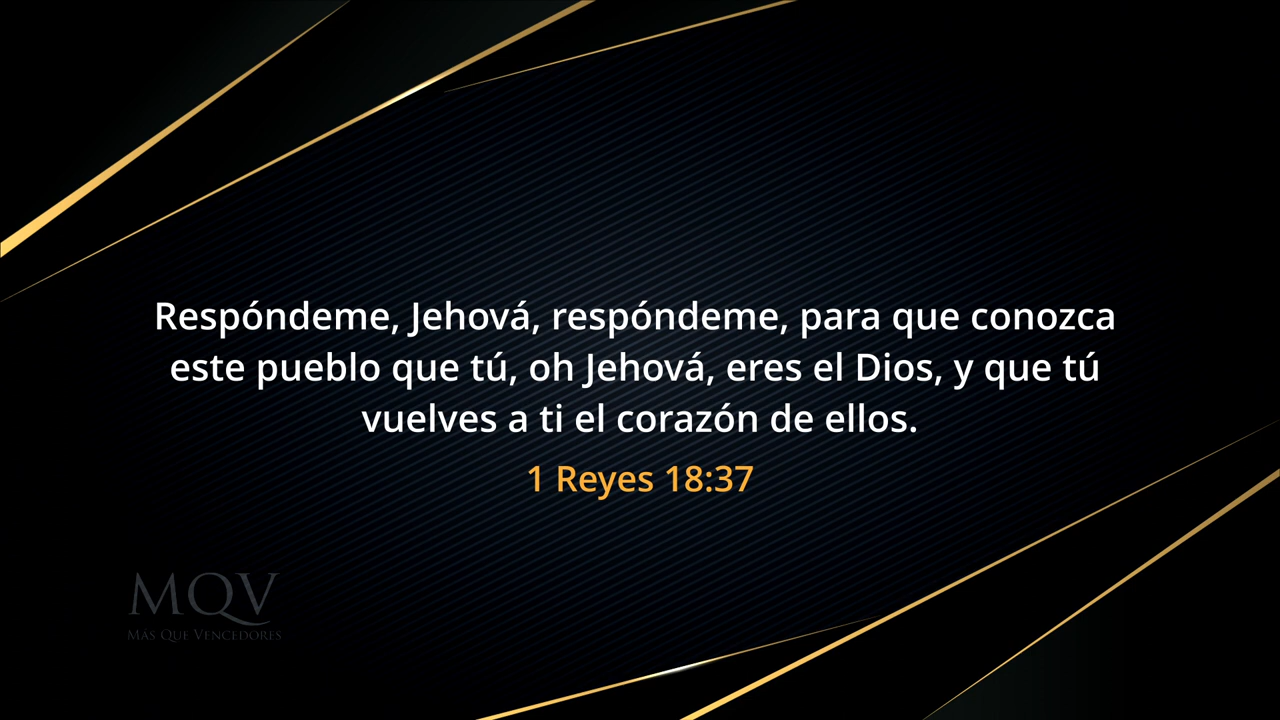 Respóndeme, Jehová, respóndeme, para que conozca
este pueblo que tú, oh Jehová, eres el Dios, y que tú
vuelves a ti el corazón de ellos.
1 Reyes 18:37
MQV
MÁS QUE VENCEDORES